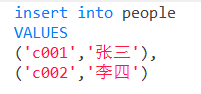 insert into people
VALUES
('c001','张三'),
('c002','李四')